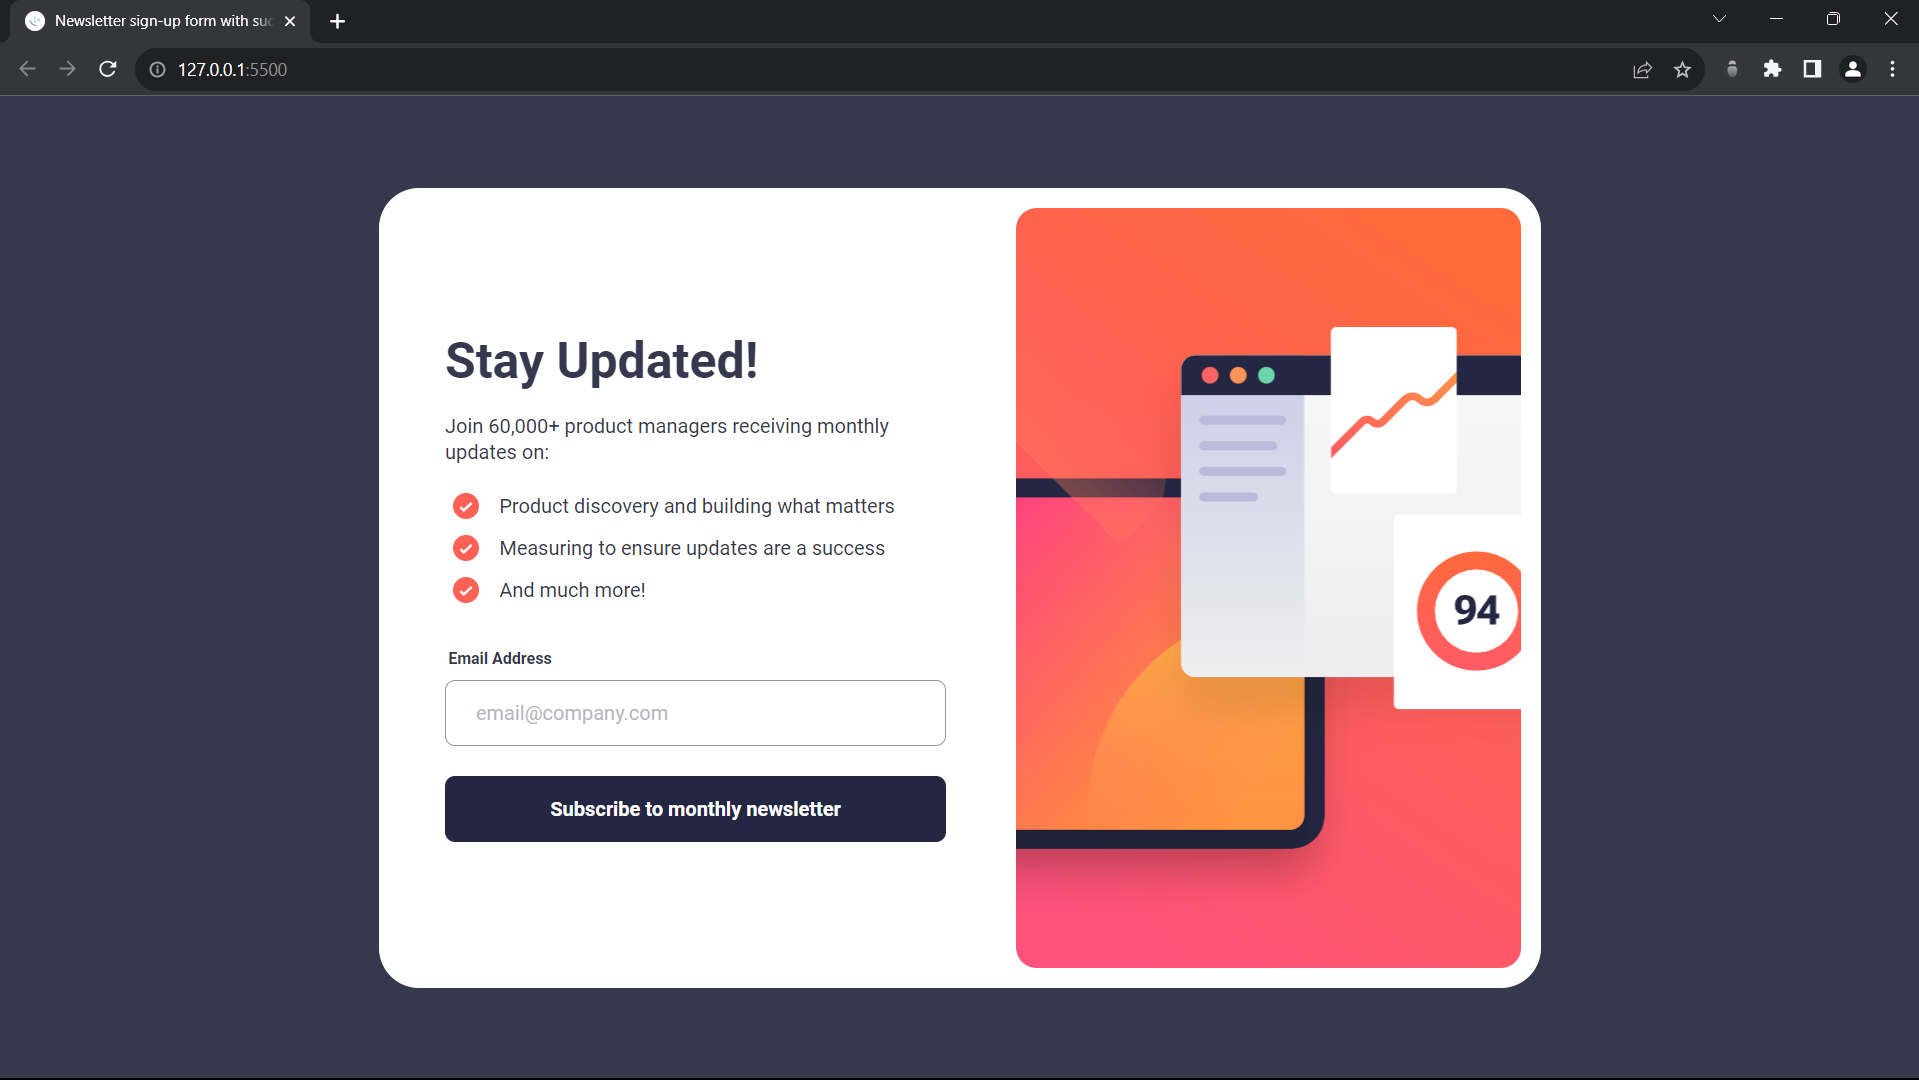 Newsletter sign-up form with suc
127.0.0.1:5500
Stay Updated!
Join 60,000+ product managers receiving monthly
updates on:
Product discovery and building what matters
Measuring to ensure updates are a success
And much more!
Email Address
email@company.com
Subscribe to monthly newsletter
94